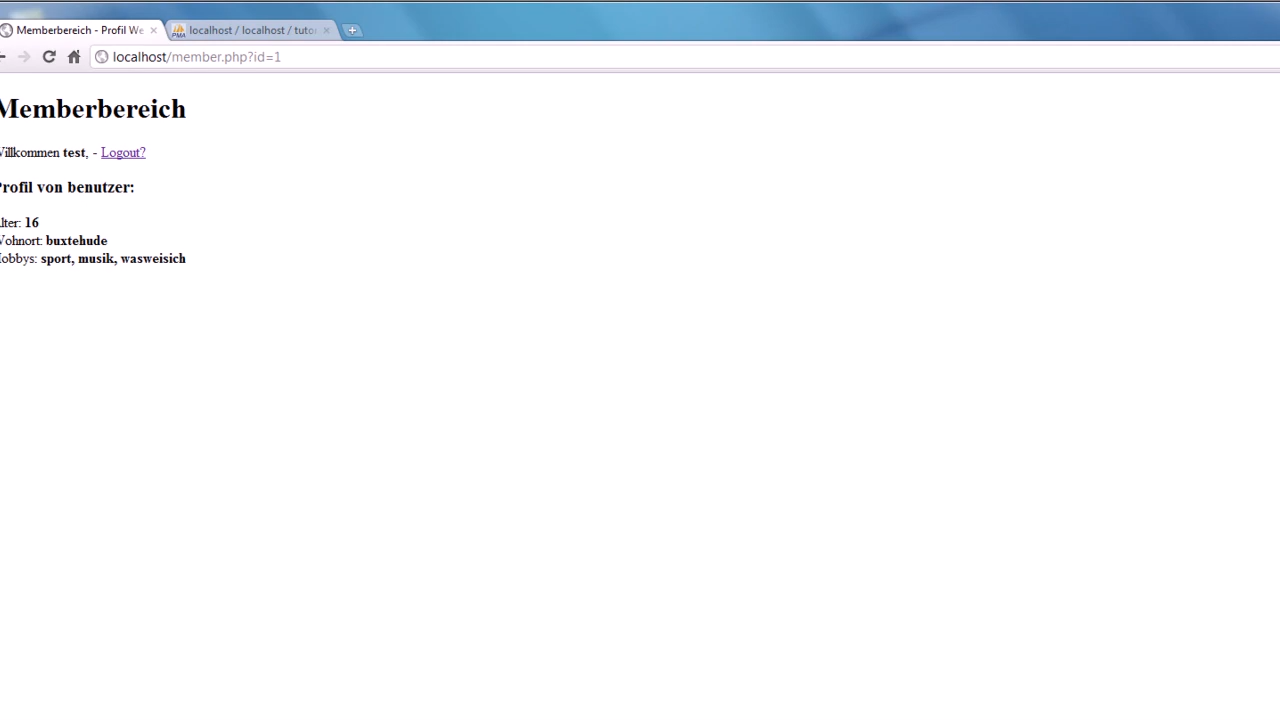 Memberbereich - Profil We
localhost / localhost / tuto
localhost/member.php?id=1
Memberbereich
Willkommen test, - Logout?
Profil von benutzer:
Alter: 16
Wohnort: buxtehude
Hobbys: sport, musik, wasweisich